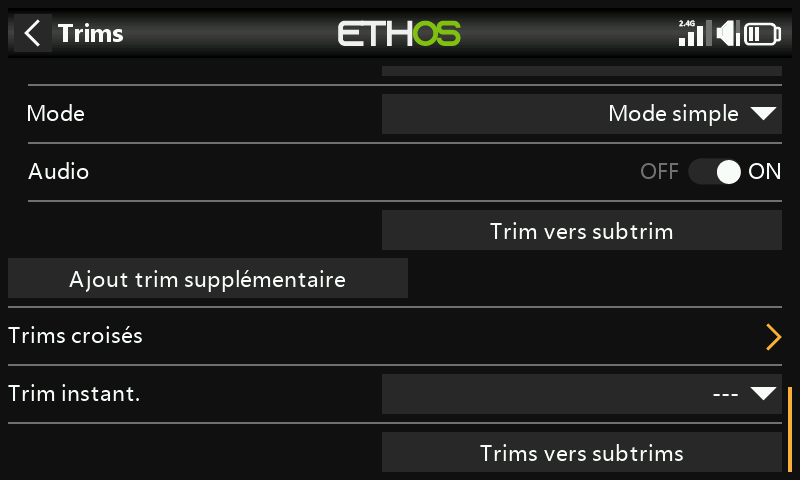 Trims
ETHOS
2.4G
Mode
Mode simple
Audio
OFF
ON
Trim vers subtrim
Ajout trim supplémentaire
Trims croisés
Trim instant.
---
Trims vers subtrims